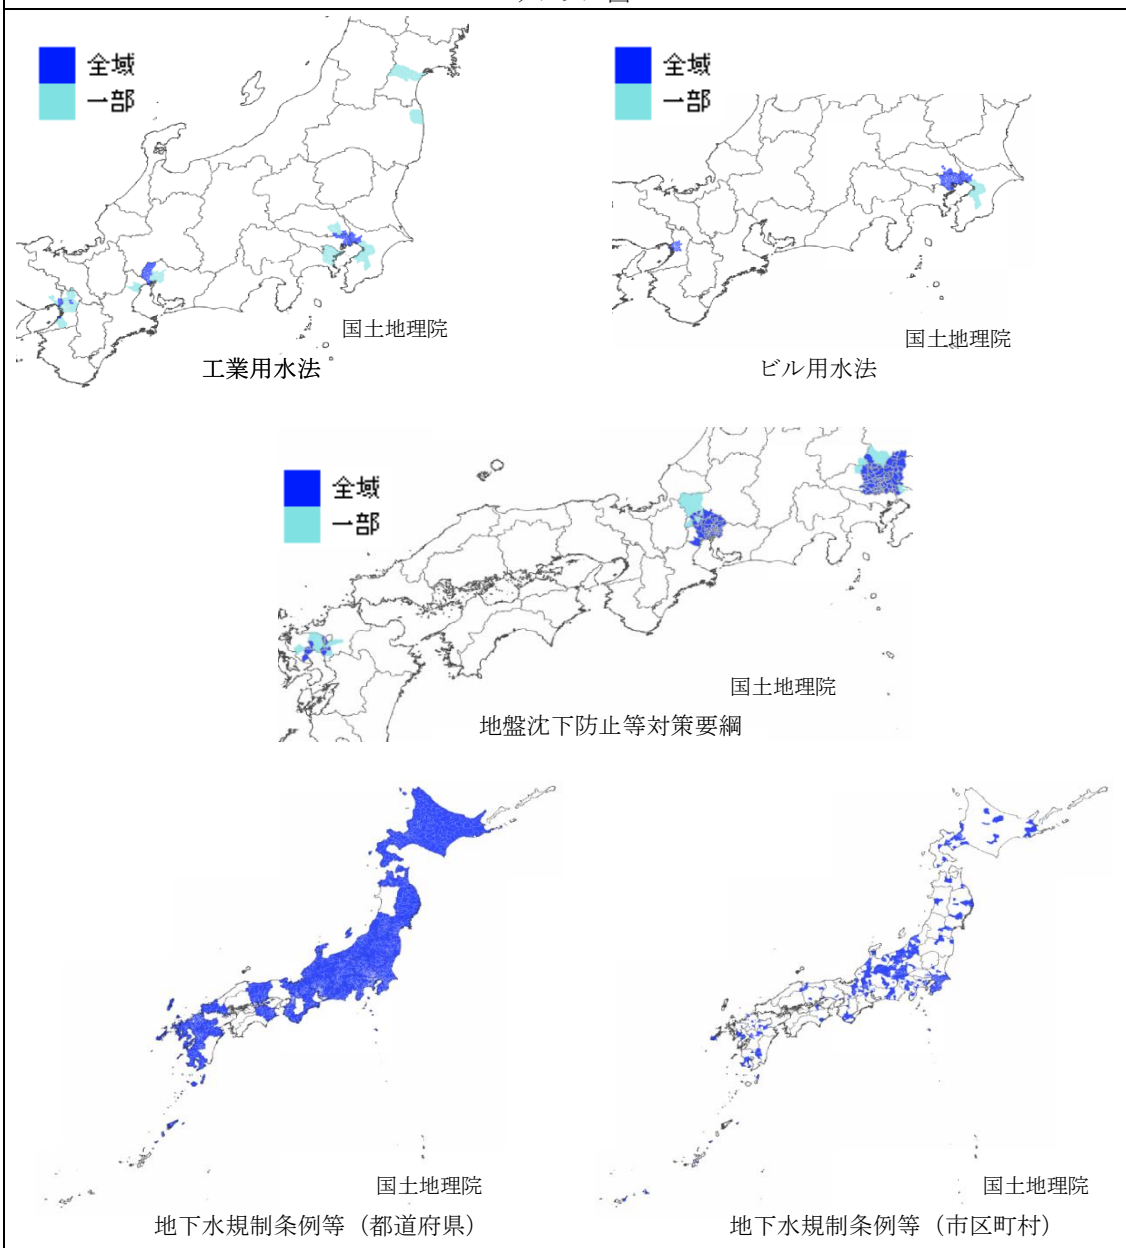 全域
一部
国土地理院
工業用水法
全域
一部
国土地理院
ビル用水法
全域
一部
国土地理院
地盤沈下防止等対策要綱
国土地理院
地下水規制条例等（都道府県）
国土地理院
地下水規制条例等（市区町村）